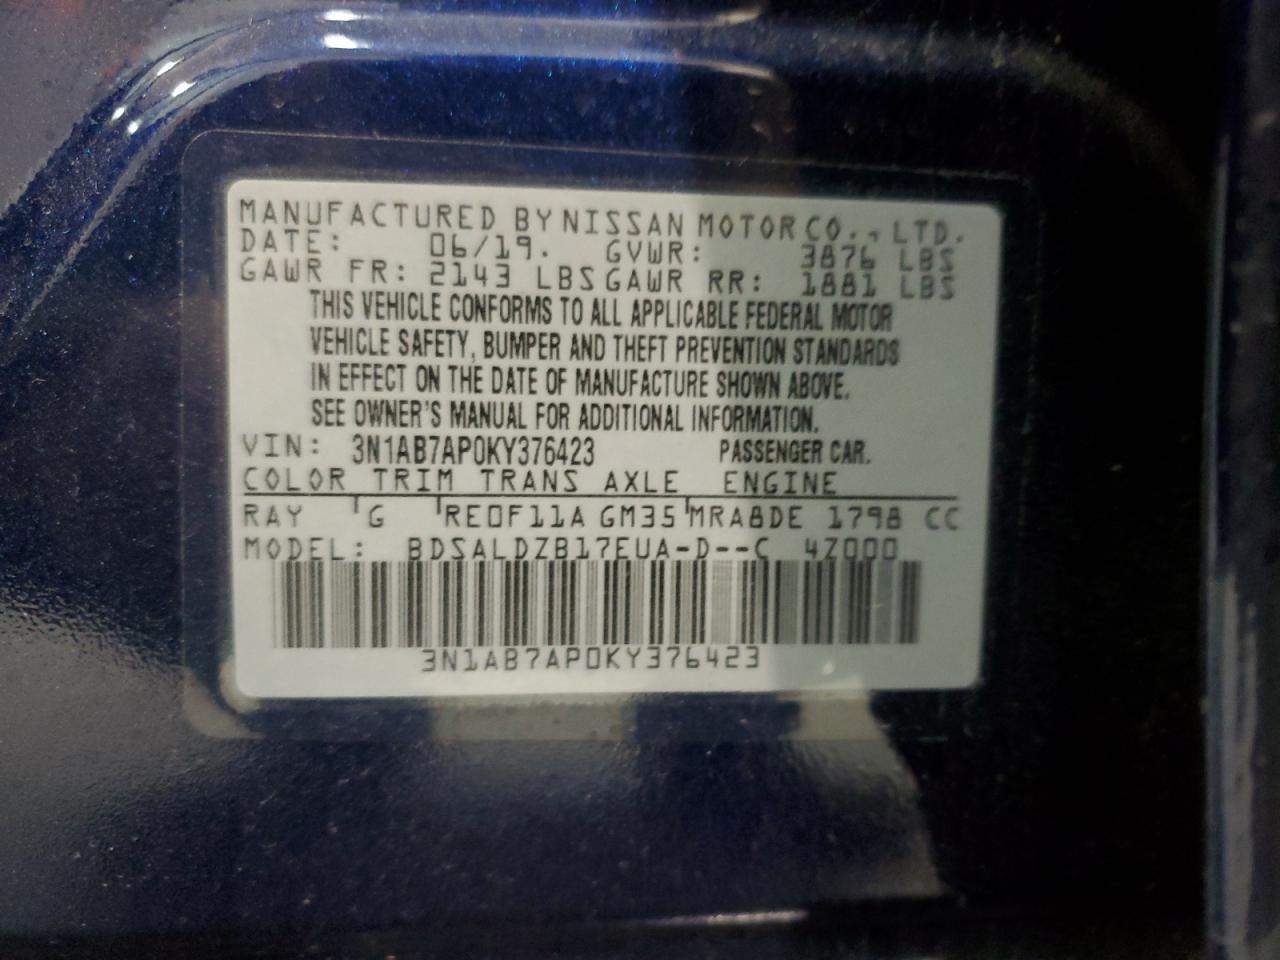 MANUFACTURED BY NISSAN MOTOR CO., LTD.
DATE: 06/19. GVWR: 3876 LBS
GAWR FR: 2143 LBS GAWR RR: 1881 LBS
THIS VEHICLE CONFORMS TO ALL APPLICABLE FEDERAL MOTOR
VEHICLE SAFETY, BUMPER AND THEFT PREVENTION STANDARDS
IN EFFECT ON THE DATE OF MANUFACTURE SHOWN ABOVE.
SEE OWNER'S MANUAL FOR ADDITIONAL INFORMATION.
VIN: 3N1AB7AP0KY376423 PASSENGER CAR.
COLOR TRIM TRANS AXLE ENGINE
RAY G RE0F11A GM35 MRA8DE 1798 CC
MODEL: BDSALDZB17EUA-D--C 4Z000
3N1AB7AP0KY376423